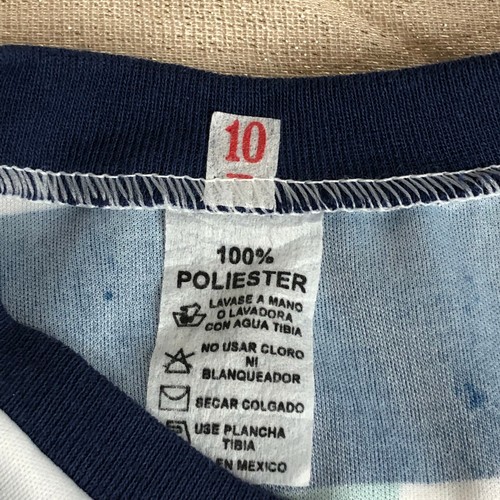 10
100%
POLIESTER
LAVASE A MANO
O LAVADORA
CON AGUA TIBIA
NO USAR CLORO
NI
BLANQUEADOR
SECAR COLGADO
USE PLANCHA
TIBIA
EN MEXICO